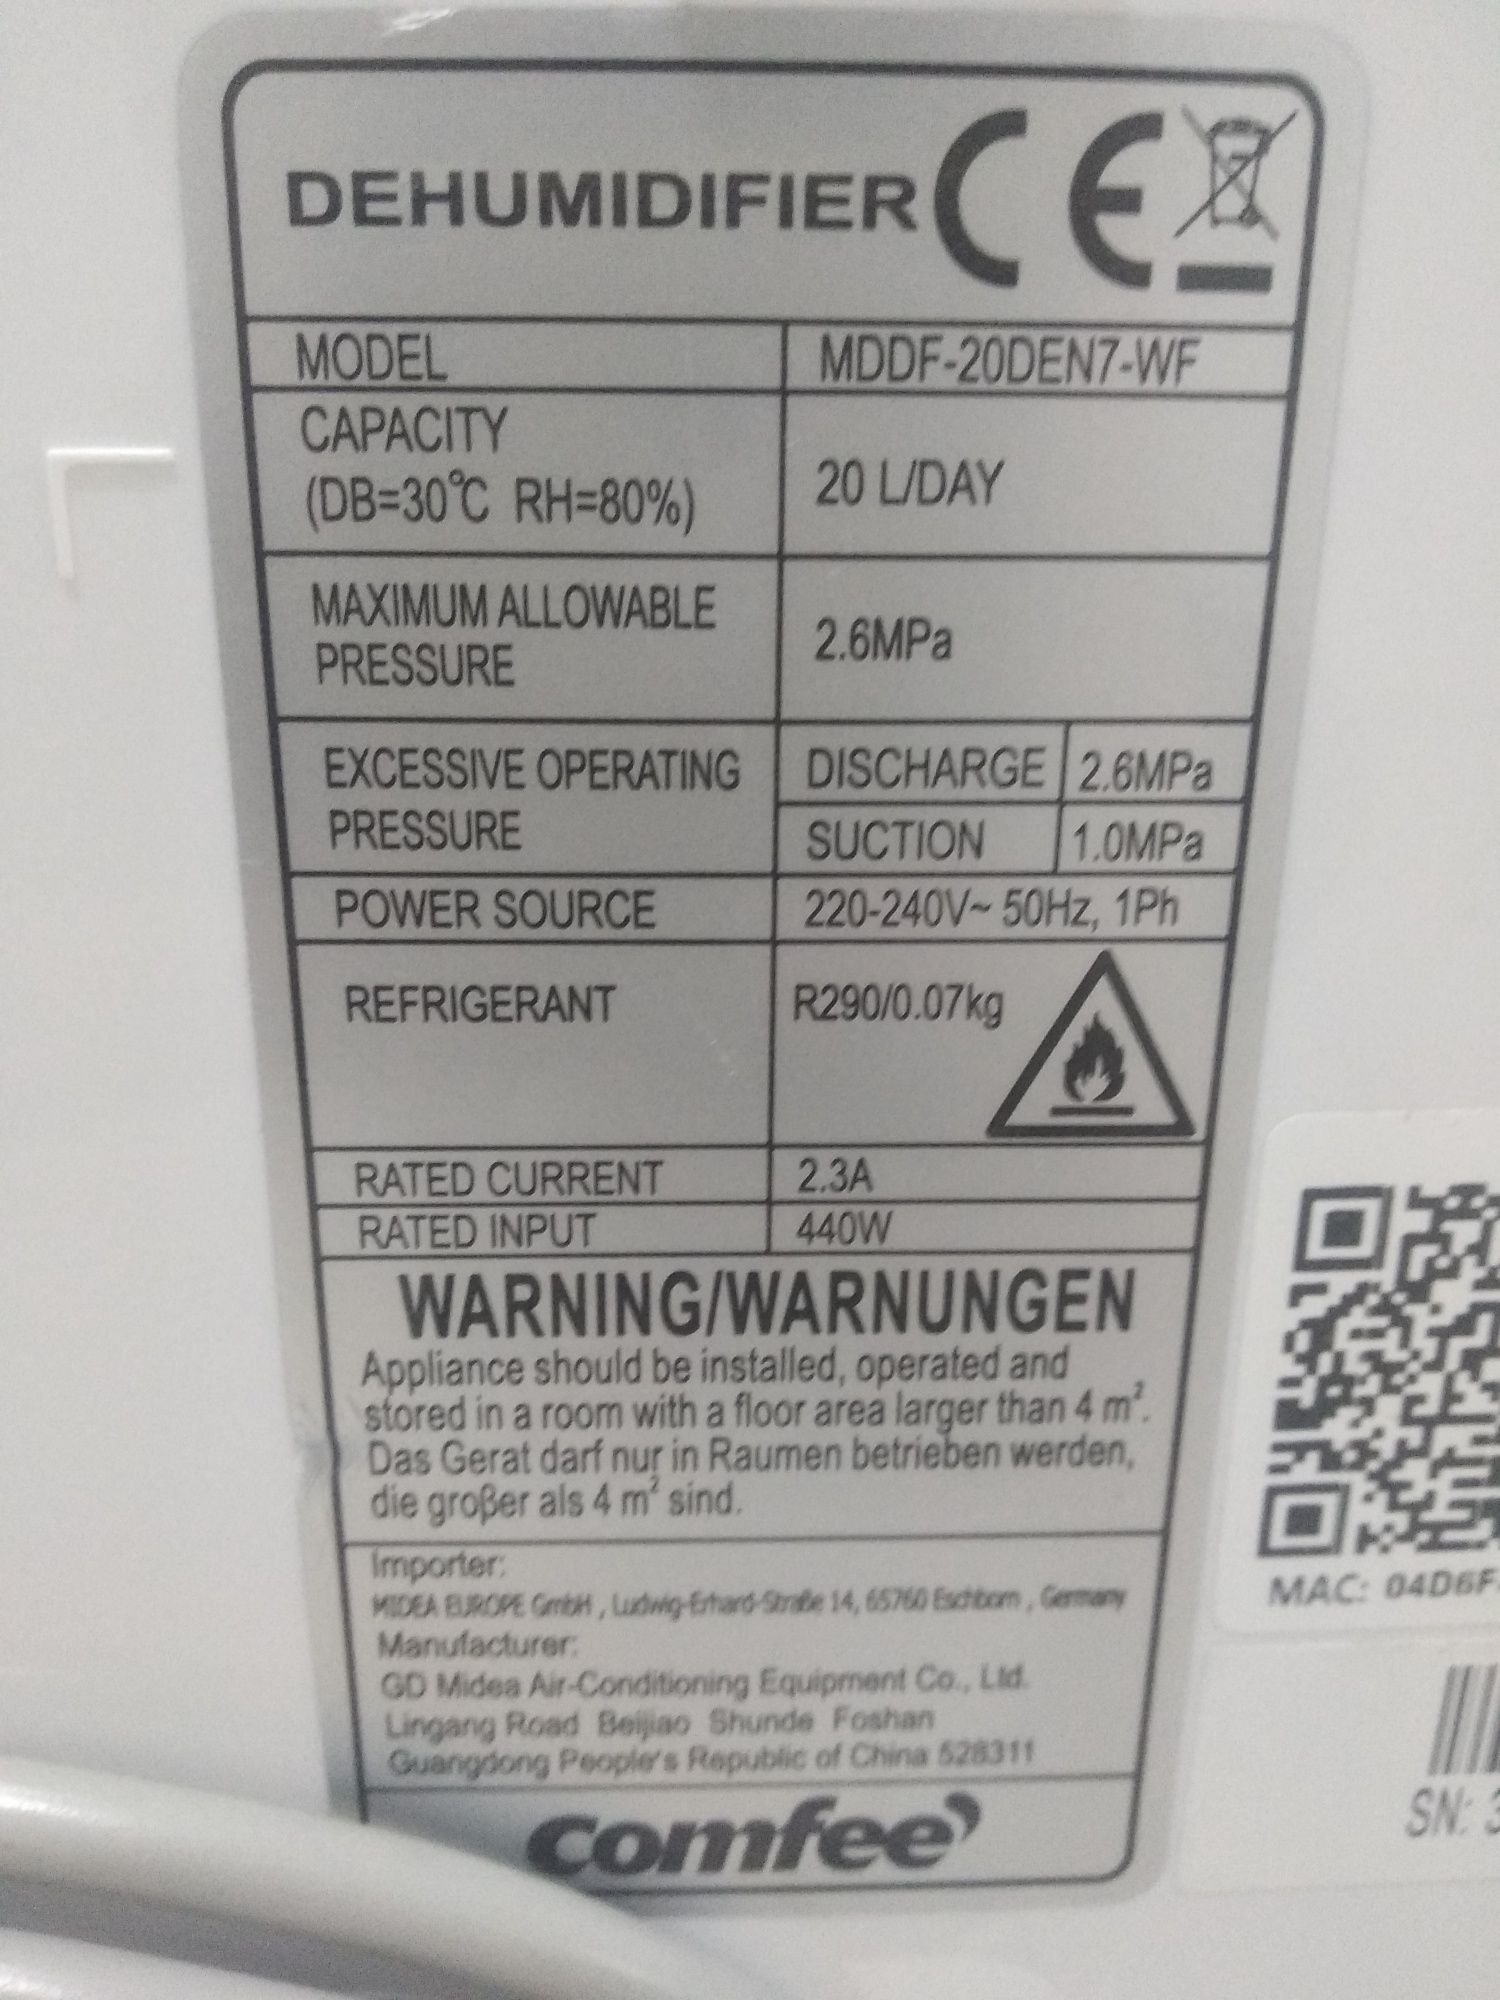 DEHUMIDIFIER CE
MODEL MDDF-20DEN7-WF
CAPACITY
(DB=30℃ RH=80%) 20 L/DAY
MAXIMUM ALLOWABLE
PRESSURE 2.6MPa
EXCESSIVE OPERATING
PRESSURE
DISCHARGE 2.6MPa
SUCTION 1.0MPa
POWER SOURCE 220-240V~ 50Hz, 1Ph
REFRIGERANT R290/0.07kg
RATED CURRENT 2.3A
RATED INPUT 440W
WARNING/WARNUNGEN
Appliance should be installed, operated and
stored in a room with a floor area larger than 4 m².
Das Gerat darf nur in Raumen betrieben werden,
die großer als 4 m² sind.
Importer:
MIDEA EUROPE GmbH , Ludwig-Erhard-Straße 14, 65760 Eschborn , Germany
Manufacturer:
GD Midea Air-Conditioning Equipment Co., Ltd.
Lingang Road Beijiao Shunde Foshan
Guangdong People's Republic of China 528311
comfee
MAC: 04D6F
SN: 3